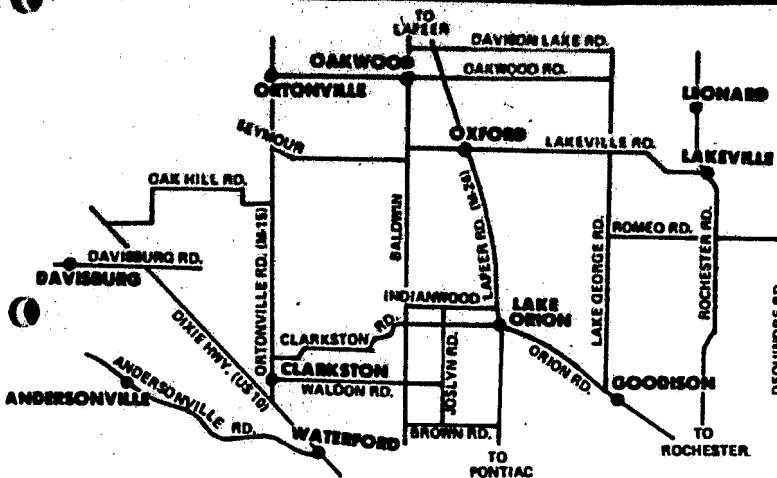 TO
LAPEER
DAVISON LAKE RD.
OAKWOOD
OAKWOOD RD.
ORTONVILLE
LEONARD
SEYMOUR
OXFORD
LAKEVILLE RD.
LAKEVILLE
OAK HILL RD.
ORTONVILLE RD. (M-15)
BALDWIN
LAPEER RD. (M-24)
LAKE GEORGE RD.
ROMEO RD.
ROCHESTER RD.
DAVISBURG RD.
DAVISBURG
DIXIE HWY. (US 10)
INDIANWOOD
LAKE
ORION
CLARKSTON RD.
JOSLYN RD.
ORION RD.
DEQUINDRE RD.
CLARKSTON
WALDON RD.
GOODISON
ANDERSONVILLE
ANDERSONVILLE RD.
WATERFORD
BROWN RD.
TO
PONTIAC
TO
ROCHESTER